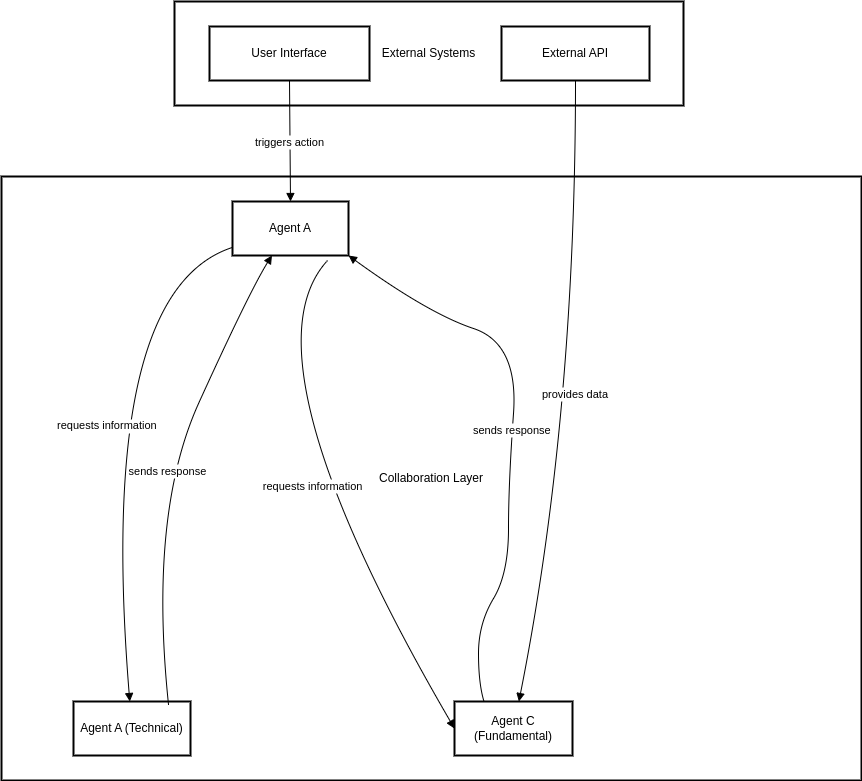 User Interface
External Systems
External API
triggers action
Agent A
provides data
requests information
sends response
sends response
Collaboration Layer
requests information
Agent A (Technical)
Agent C
(Fundamental)